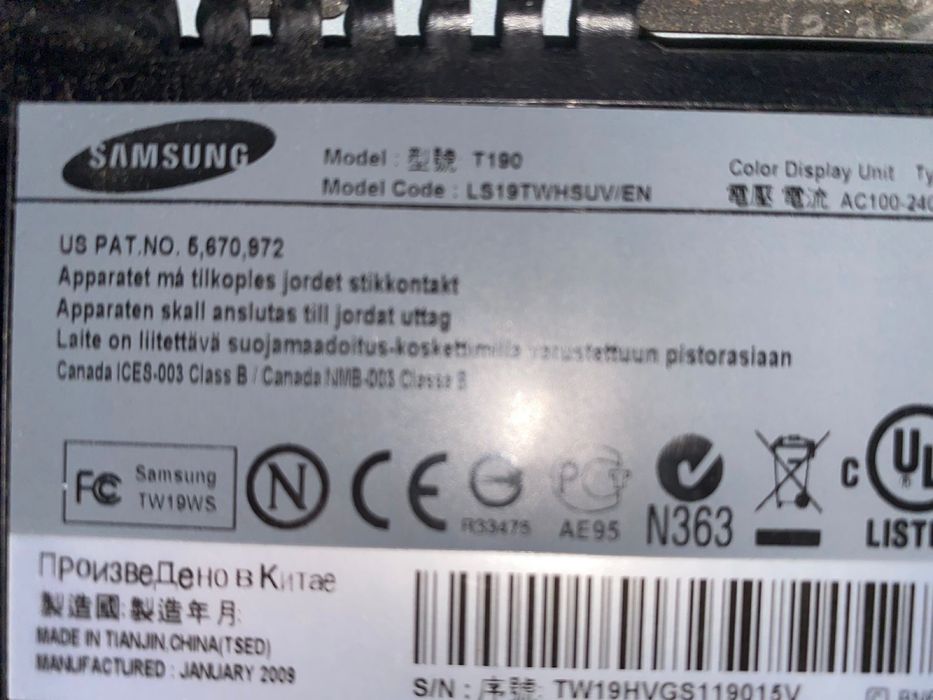 SAMSUNG
Model : 型號 T190
Model Code : LS19TWHSUV/EN
Color Display Unit Ty
電壓 電流 AC100-240
US PAT.NO. 5,670,972
Apparatet må tilkoples jordet stikkontakt
Apparaten skall anslutas till jordat uttag
Laite on liitettävä suojamaadoitus-koskettimilla varustettuun pistorasiaan
Canada ICES-003 Class B / Canada NMB-003 Classe B
FC Samsung
TW19WS
N
CE
R33475
AE95
N363
C UL
LISTE
Произведено в Китае
製造國: 製造年月:
MADE IN TIANJIN,CHINA(TSED)
MANUFACTURED : JANUARY 2009
S/N : 序號: TW19HVGS119015V